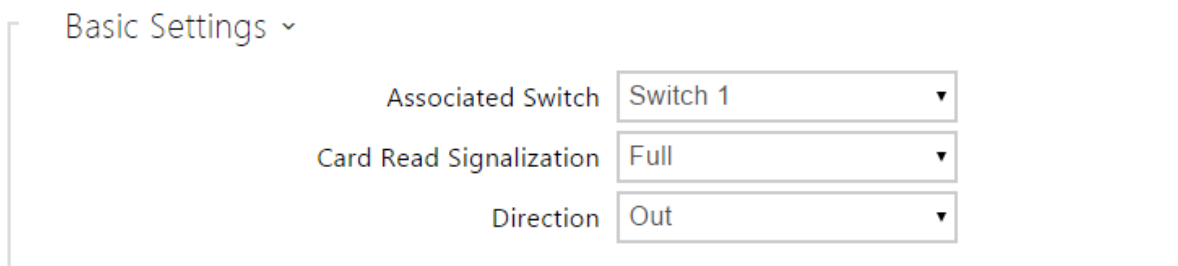 Basic Settings
Associated Switch Switch 1
Card Read Signalization Full
Direction Out